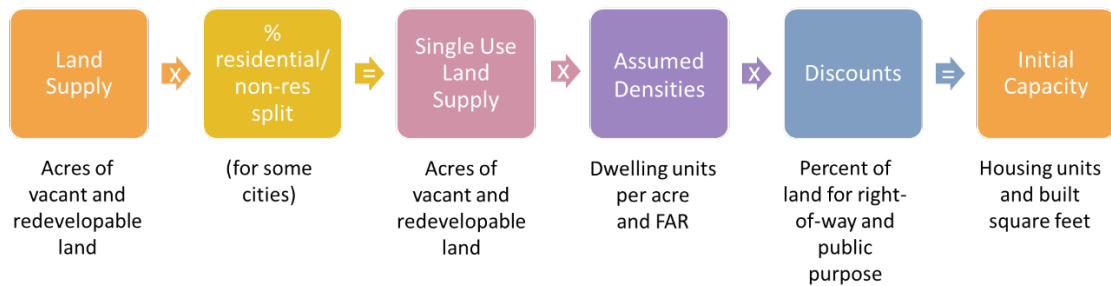 Land
Supply
x
%
residential/
non-res
split
=
Single Use
Land
Supply
x
Assumed
Densities
x
Discounts
=
Initial
Capacity
Acres of
vacant and
redevelopable
land
(for some
cities)
Acres of
vacant and
redevelopable
land
Dwelling units
per acre
and FAR
Percent of
land for right-
of-way and
public
purpose
Housing units
and built
square feet